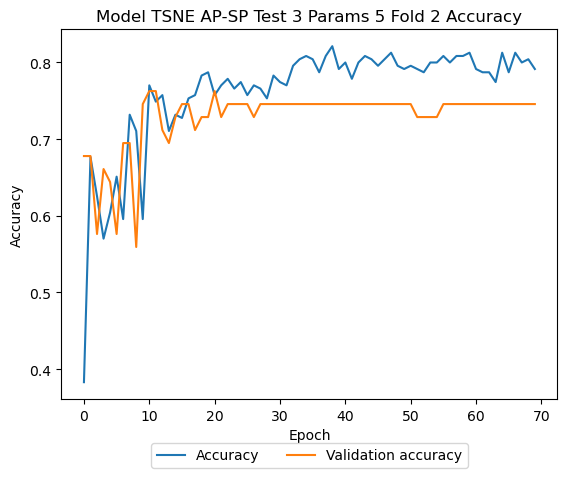 Model TSNE AP-SP Test 3 Params 5 Fold 2 Accuracy
0.8
0.7
0.6
0.5
0.4
Accuracy
0 10 20 30 40 50 60 70
Epoch
Accuracy Validation accuracy